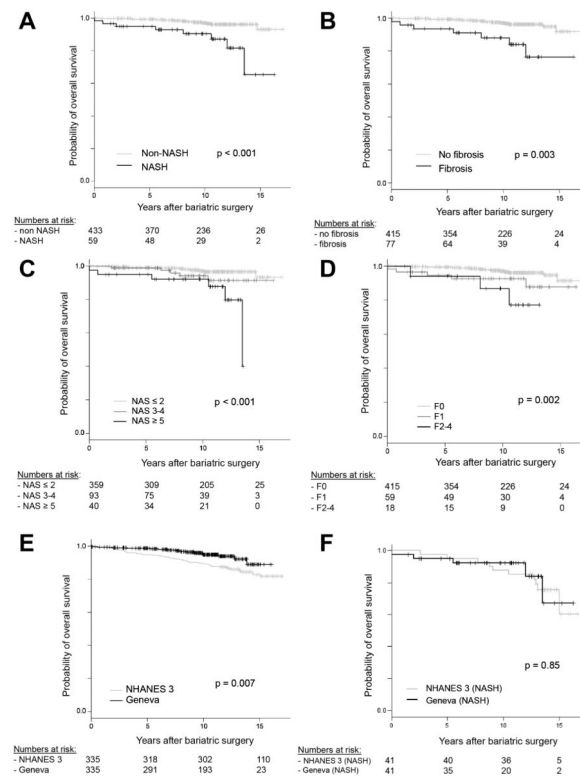 A
1.0
Probability of overall survival
Non-NASH
NASH
p < 0.001
0.0
0 5 10 15
Years after bariatric surgery
Numbers at risk:
- non NASH 433 370 236 26
- NASH 59 48 29 2
B
1.0
Probability of overall survival
No fibrosis
Fibrosis
p = 0.003
0.0
0 5 10 15
Years after bariatric surgery
Numbers at risk:
- no fibrosis 415 354 226 24
- fibrosis 77 64 39 4
C
1.0
Probability of overall survival
NAS ≤ 2
NAS 3-4
NAS ≥ 5
p < 0.001
0.0
0 5 10 15
Years after bariatric surgery
Numbers at risk:
- NAS ≤ 2 359 309 205 25
- NAS 3-4 93 75 39 3
- NAS ≥ 5 40 34 21 0
D
1.0
Probability of overall survival
F0
F1
F2-4
p = 0.002
0.0
0 5 10 15
Years after bariatric surgery
Numbers at risk:
- F0 415 354 226 24
- F1 59 49 30 4
- F2-4 18 15 9 0
E
1.0
Probability of overall survival
NHANES 3
Geneva
p = 0.007
0.0
0 5 10 15
Years after bariatric surgery
Numbers at risk:
- NHANES 3 335 318 302 110
- Geneva 335 291 193 23
F
1.0
Probability of overall survival
NHANES 3 (NASH)
Geneva (NASH)
p = 0.85
0.0
0 5 10 15
Years after bariatric surgery
Numbers at risk:
- NHANES 3 (NASH) 41 40 36 5
- Geneva (NASH) 41 35 20 2